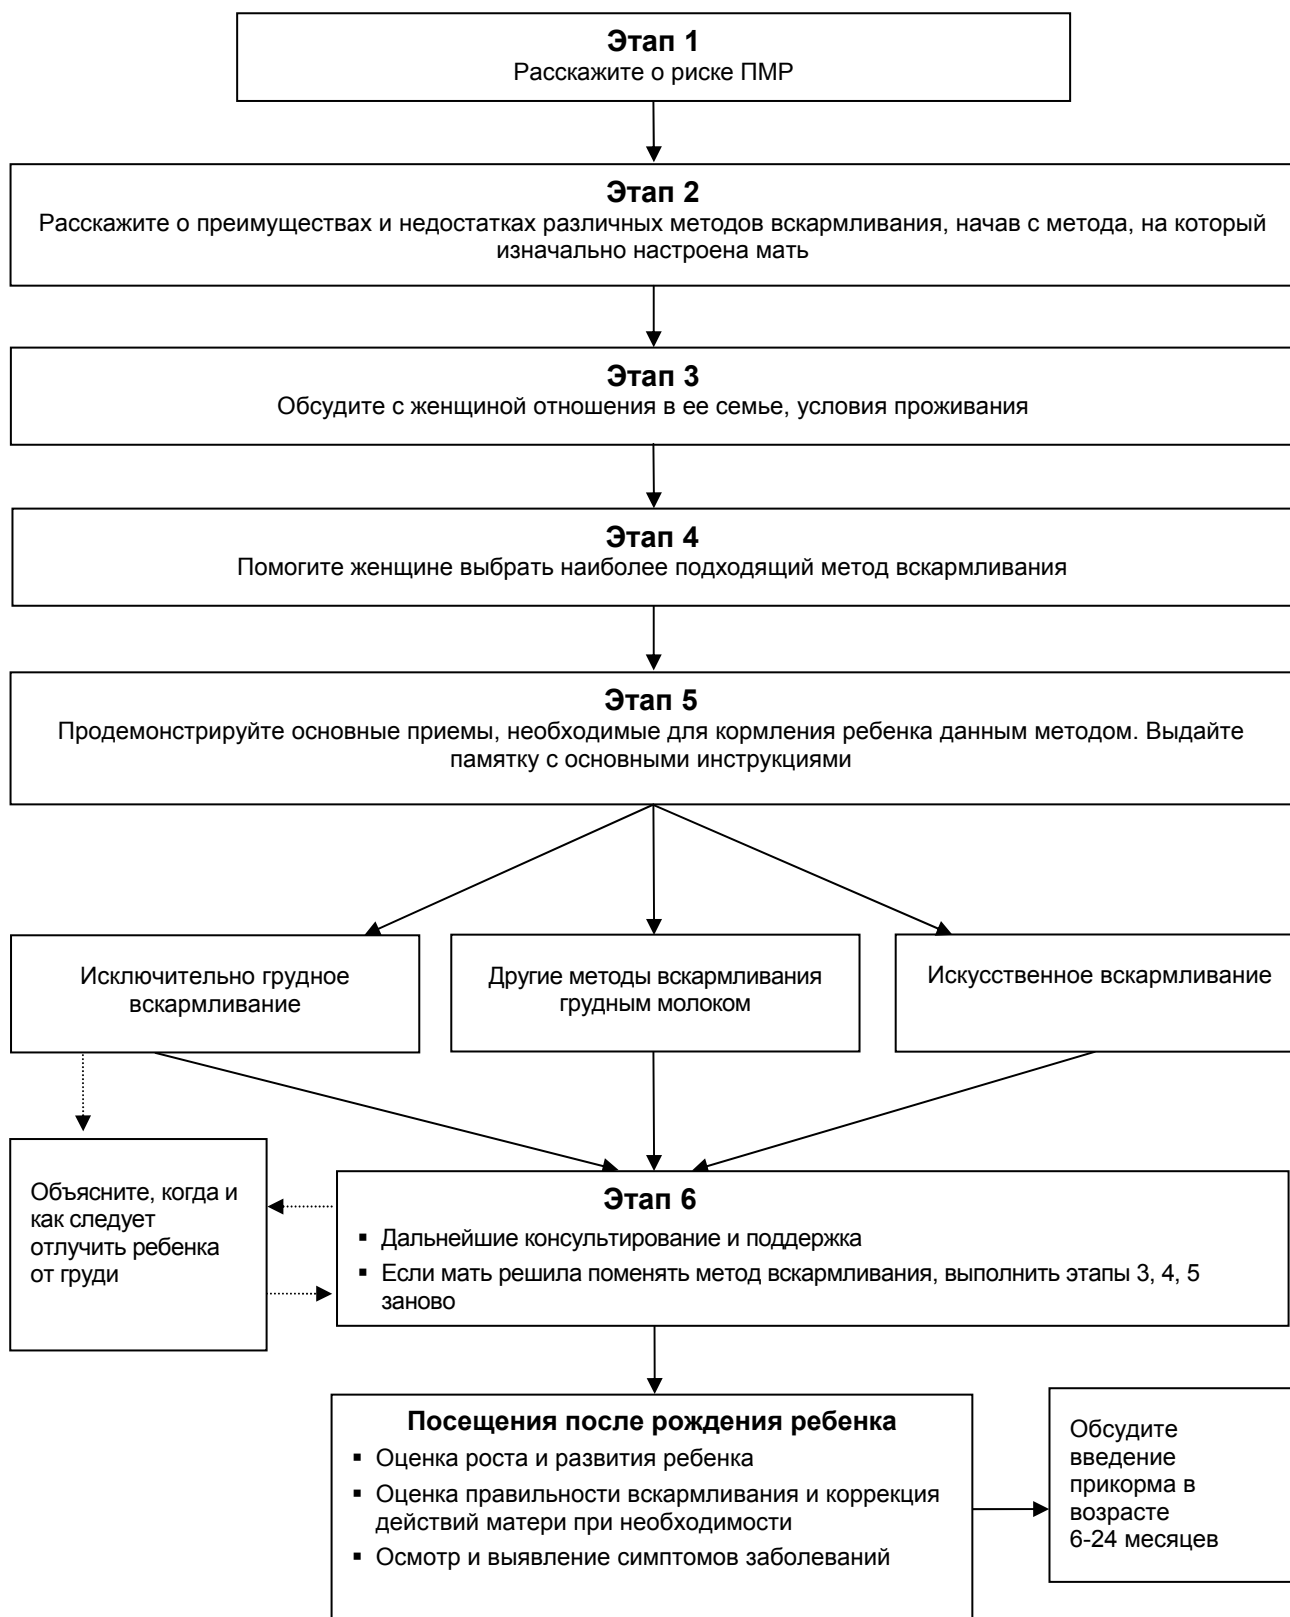 Этап 1
Расскажите о риске ПМР
Этап 2
Расскажите о преимуществах и недостатках различных методов вскармливания, начав с метода, на который
изначально настроена мать
Этап 3
Обсудите с женщиной отношения в ее семье, условия проживания
Этап 4
Помогите женщине выбрать наиболее подходящий метод вскармливания
Этап 5
Продемонстрируйте основные приемы, необходимые для кормления ребенка данным методом. Выдайте
памятку с основными инструкциями
Исключительно грудное
вскармливание
Другие методы вскармливания
грудным молоком
Искусственное вскармливание
Объясните, когда и
как следует
отлучить ребенка
от груди
Этап 6
▪ Дальнейшие консультирование и поддержка
▪ Если мать решила поменять метод вскармливания, выполнить этапы 3, 4, 5
заново
Посещения после рождения ребенка
▪ Оценка роста и развития ребенка
▪ Оценка правильности вскармливания и коррекция
действий матери при необходимости
▪ Осмотр и выявление симптомов заболеваний
Обсудите
введение
прикорма в
возрасте
6-24 месяцев